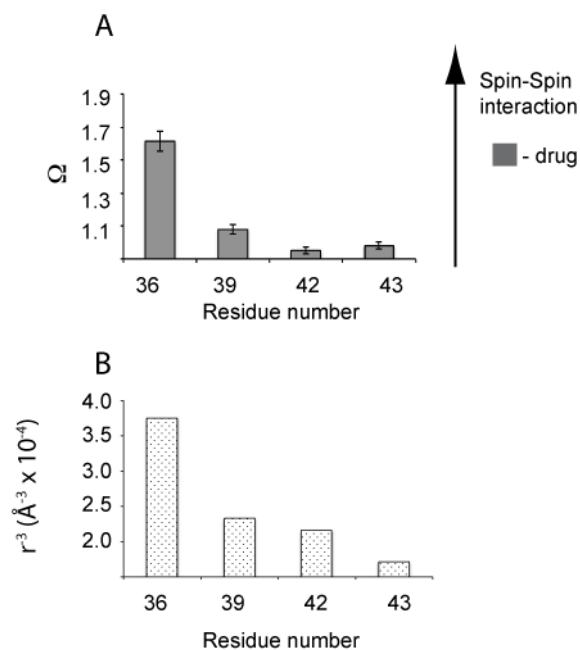 A
Spin-Spin
interaction
- drug
1.9
1.7
1.5
1.3
1.1
Ω
36 39 42 43
Residue number
B
4.0
3.5
2.5
2.0
r⁻³ (Å⁻³ x 10⁻⁴)
36 39 42 43
Residue number